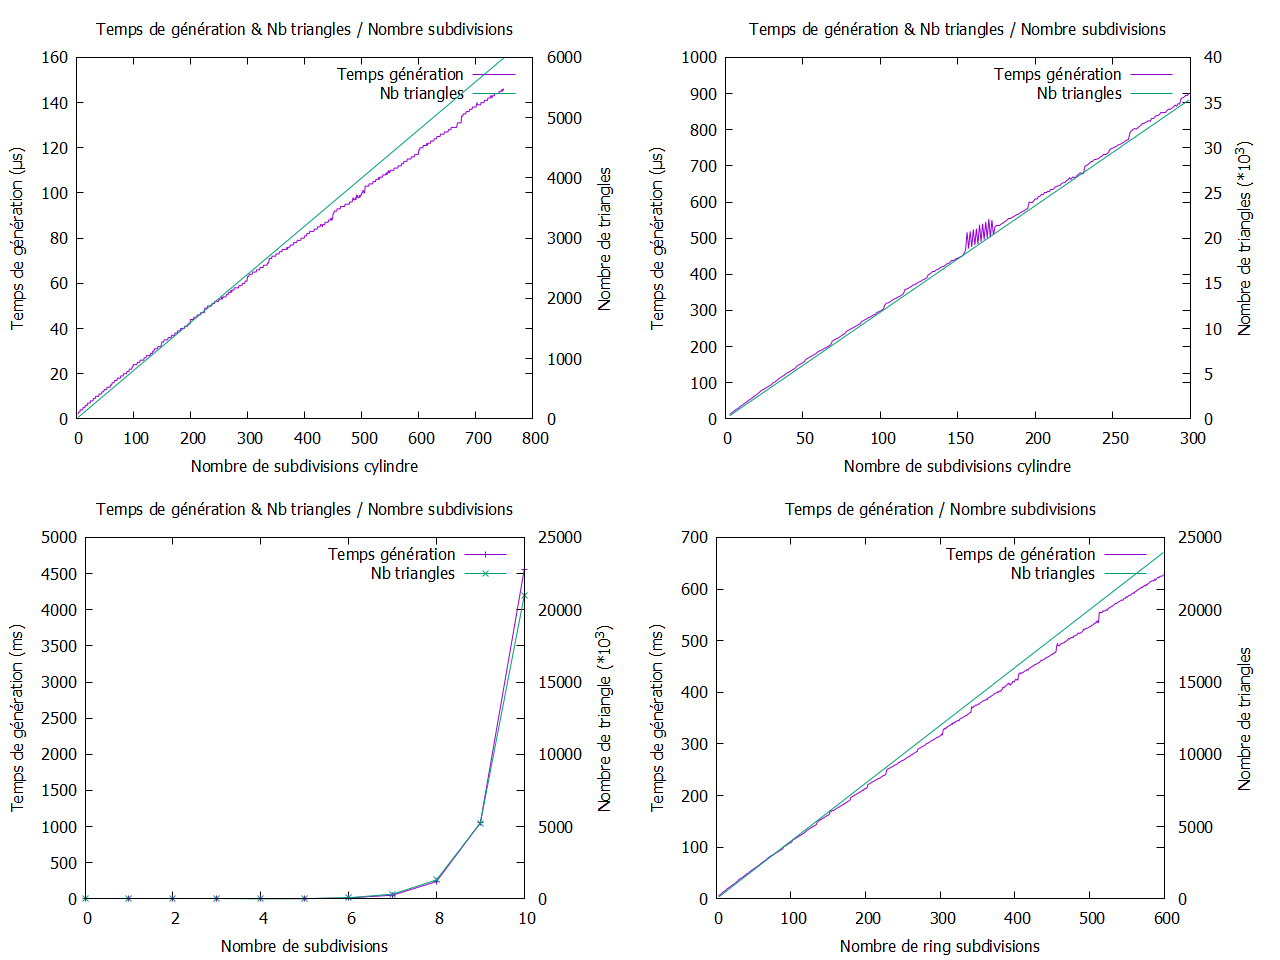 Temps de génération & Nb triangles / Nombre subdivisions
160
140
120
100
80
60
40
20
0
Temps de génération (µs)
Temps génération
Nb triangles
6000
5000
4000
3000
2000
1000
0
Nombre de triangles
0 100 200 300 400 500 600 700 800
Nombre de subdivisions cylindre
Temps de génération & Nb triangles / Nombre subdivisions
1000
900
800
700
600
500
400
300
200
100
0
Temps de génération (µs)
Temps génération
Nb triangles
40
35
30
25
20
15
10
5
0
Nombre de triangles (*10³)
0 50 100 150 200 250 300
Nombre de subdivisions cylindre
Temps de génération & Nb triangles / Nombre subdivisions
5000
4500
4000
3500
3000
2500
2000
1500
1000
500
0
Temps de génération (ms)
Temps génération
Nb triangles
25000
20000
15000
10000
5000
0
Nombre de triangle (*10³)
0 2 4 6 8 10
Nombre de subdivisions
Temps de génération / Nombre subdivisions
700
600
500
400
300
200
100
0
Temps de génération (ms)
Temps de génération
Nb triangles
25000
20000
15000
10000
5000
0
Nombre de triangles
0 100 200 300 400 500 600
Nombre de ring subdivisions